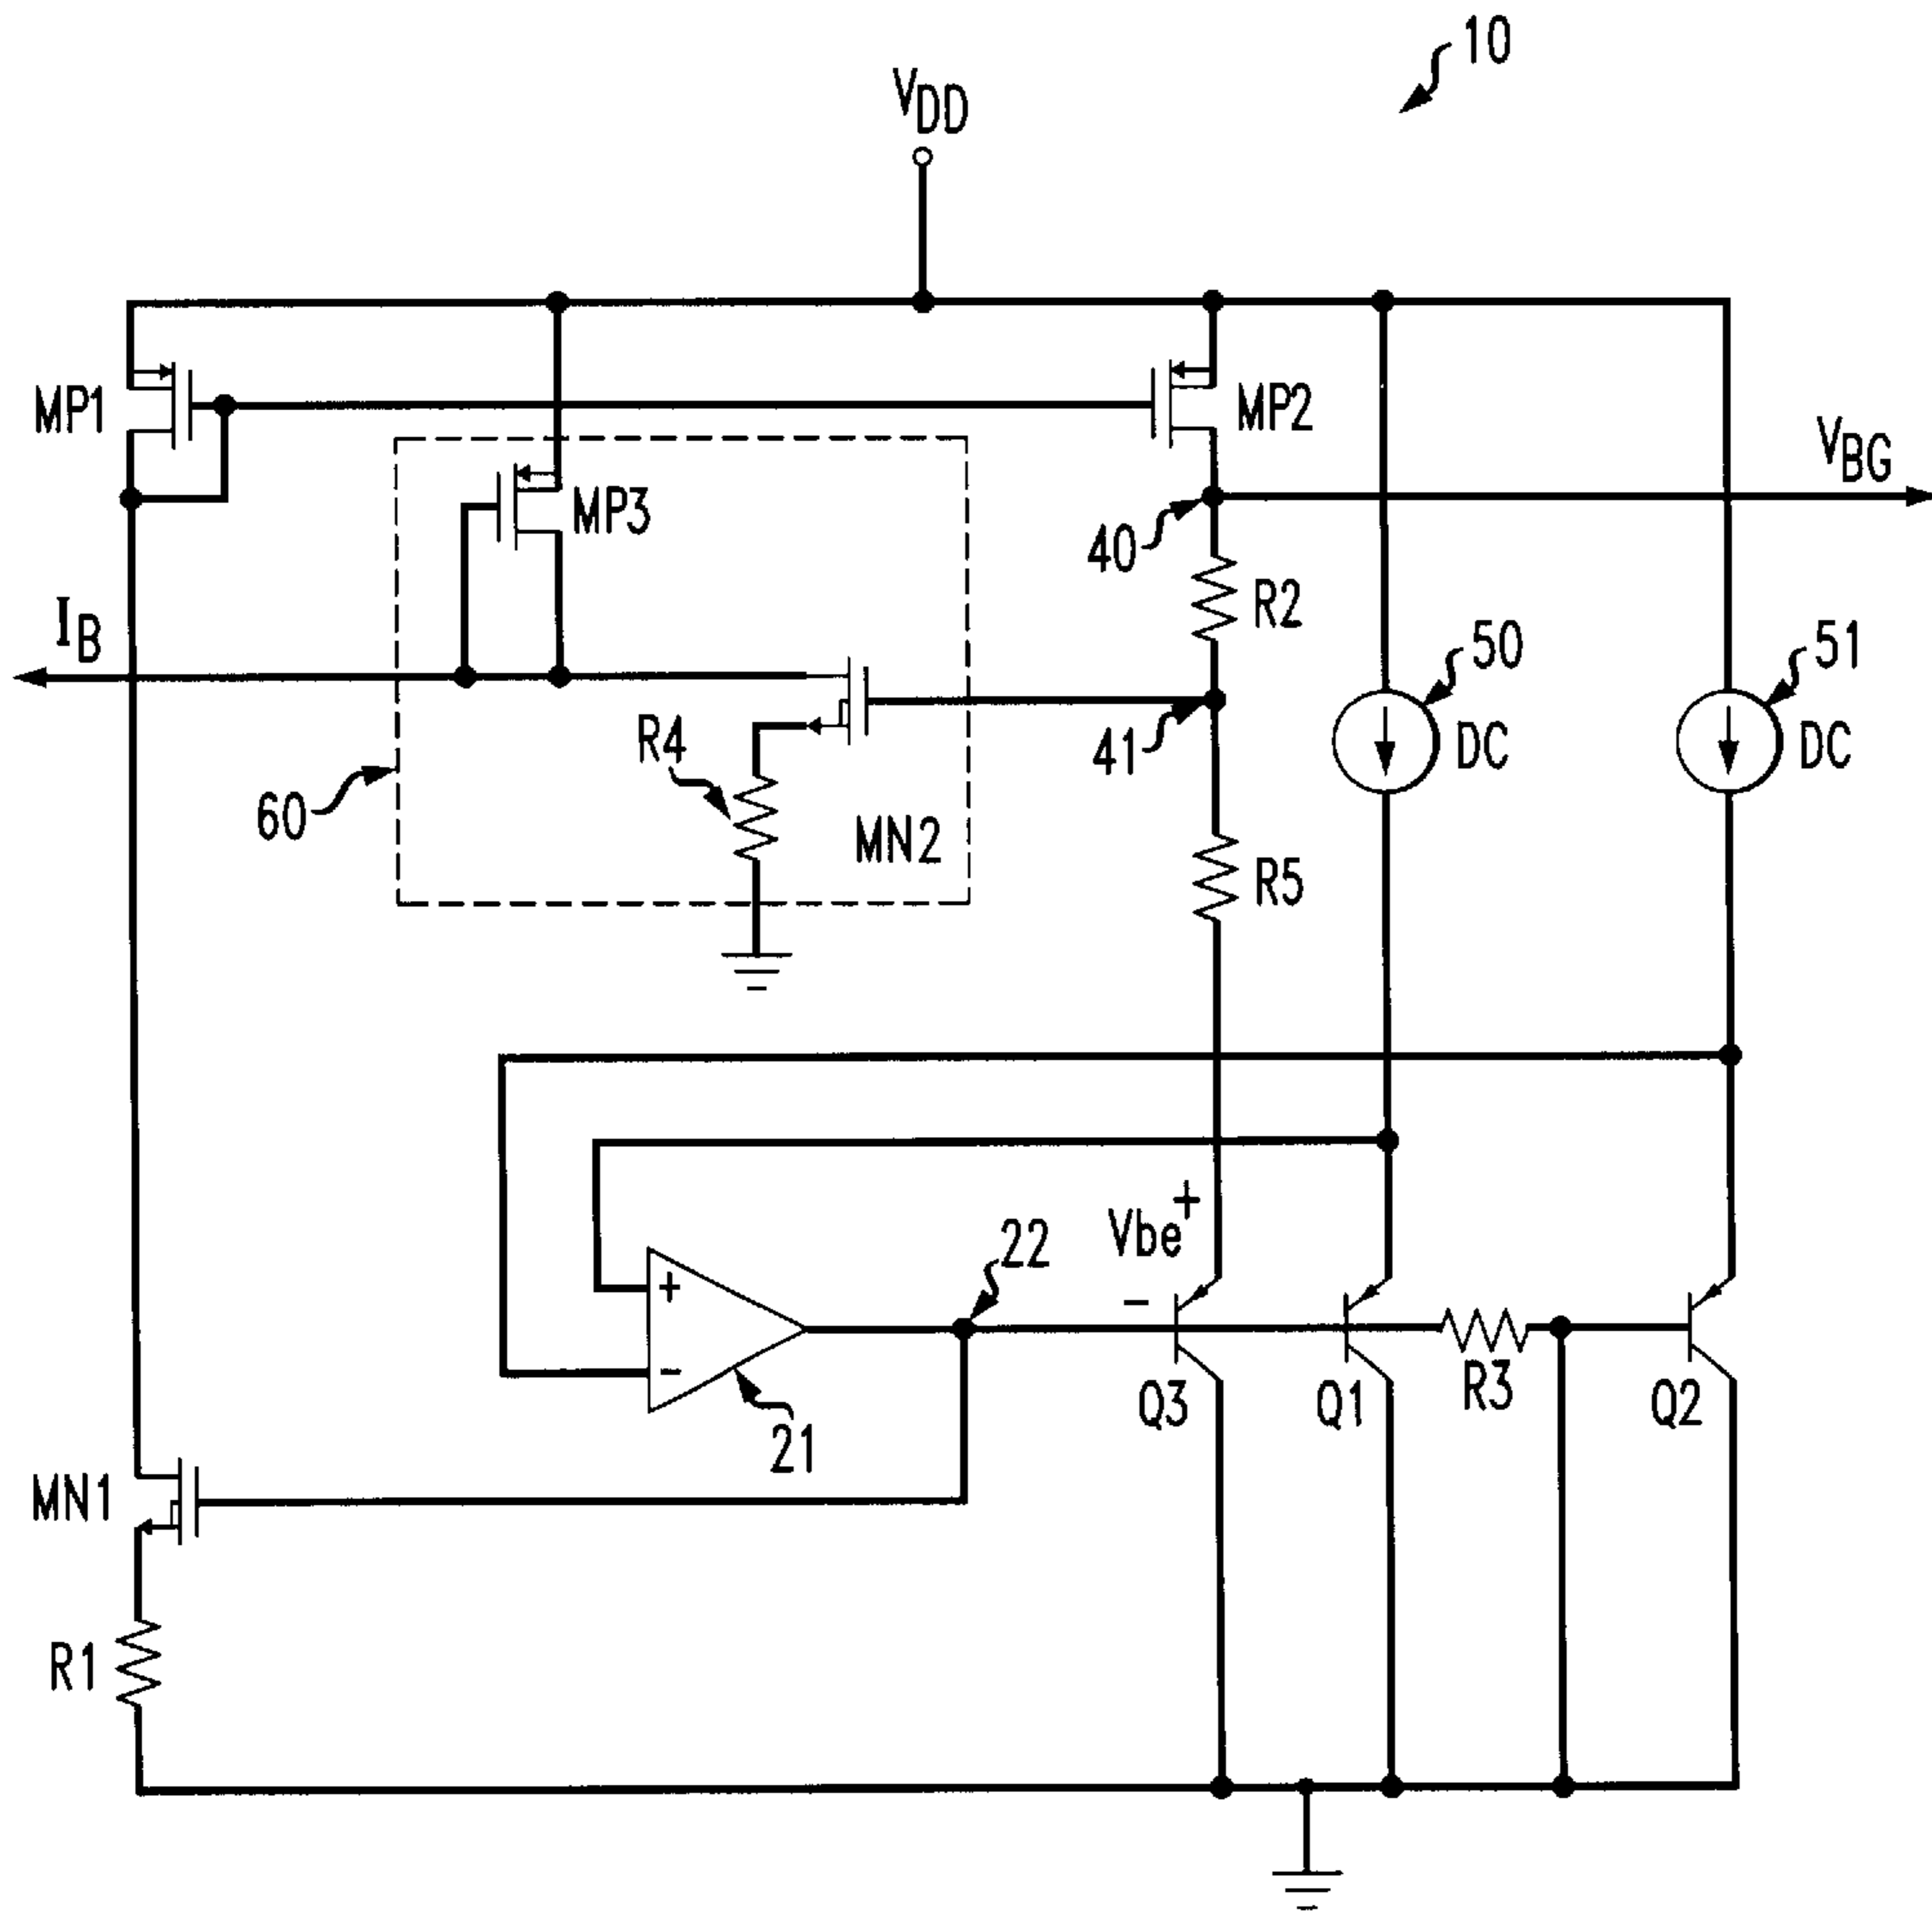 10
VDD
MP1
MP2
VBG
MP3
40
R2
IB
50
51
R4
41
DC
DC
60
MN2
R5
Vbe
+
22
+
-
-
Q3
Q1
R3
Q2
21
MN1
R1